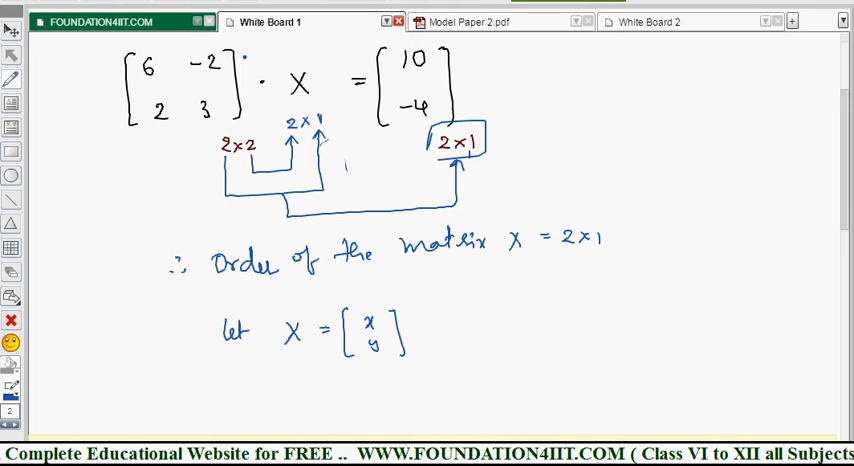 FOUNDATION4IIT.COM White Board 1 Model Paper 2.pdf White Board 2
[ 6 -2 ] . X = [ 10 ]
[ 2 3 ] [ -4 ]
2 x 1
2 x 2 2 x 1
∴ Order of the matrix X = 2 x 1
let X = [ x ]
[ y ]
2
Complete Educational Website for FREE .. WWW.FOUNDATION4IIT.COM ( Class VI to XII all Subjects